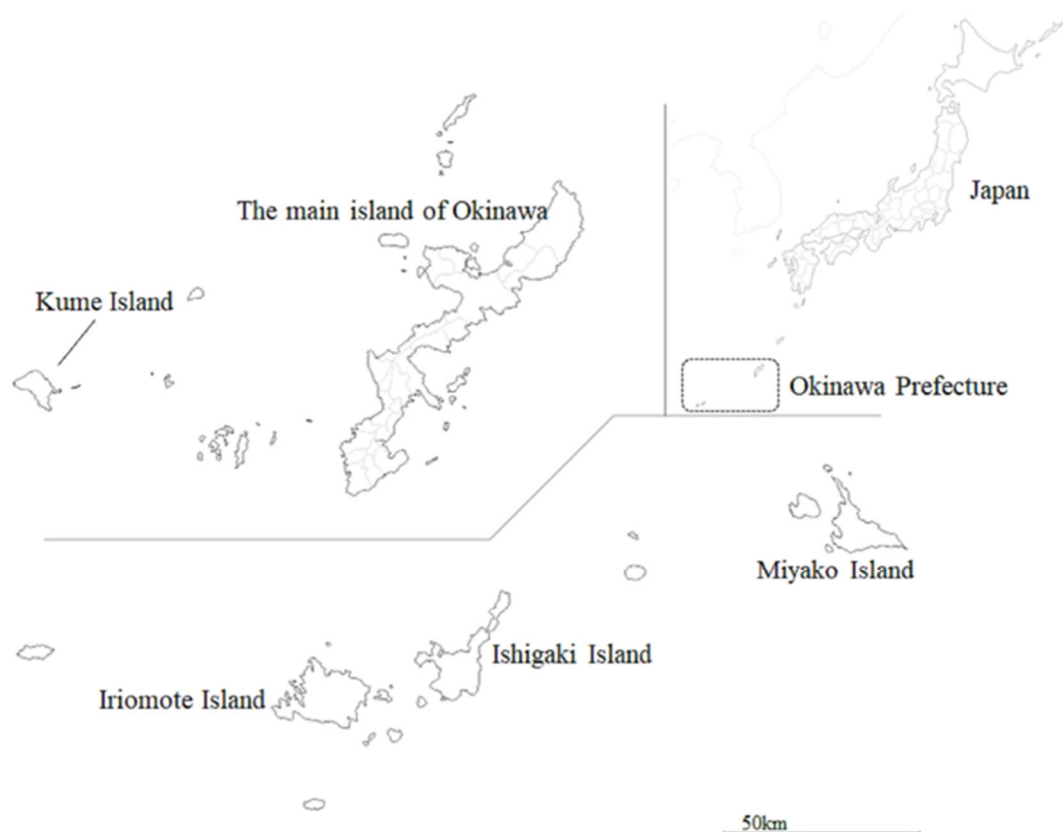 Japan
The main island of Okinawa
Kume Island
Okinawa Prefecture
Miyako Island
Ishigaki Island
Iriomote Island
50km